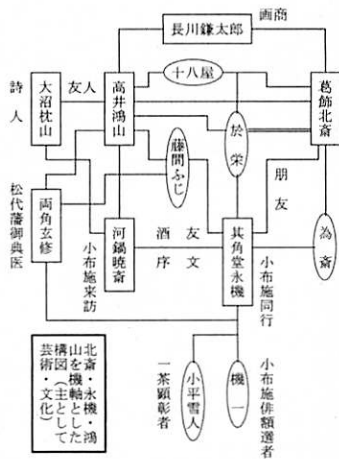 画商
長川鎌太郎
十八屋
葛飾北斎
高井鴻山
友人
大沼枕山
詩人
於栄
藤間ふじ
朋友
為斎
其角堂永機
友文
酒序
河鍋暁斎
小布施来訪
両角玄修
松代藩御典医
小布施同行
小布施俳額選者
機一
小平雪人
一茶顕彰者
北斎・永機・鴻
山を機軸とした
構図(主として
芸術・文化)